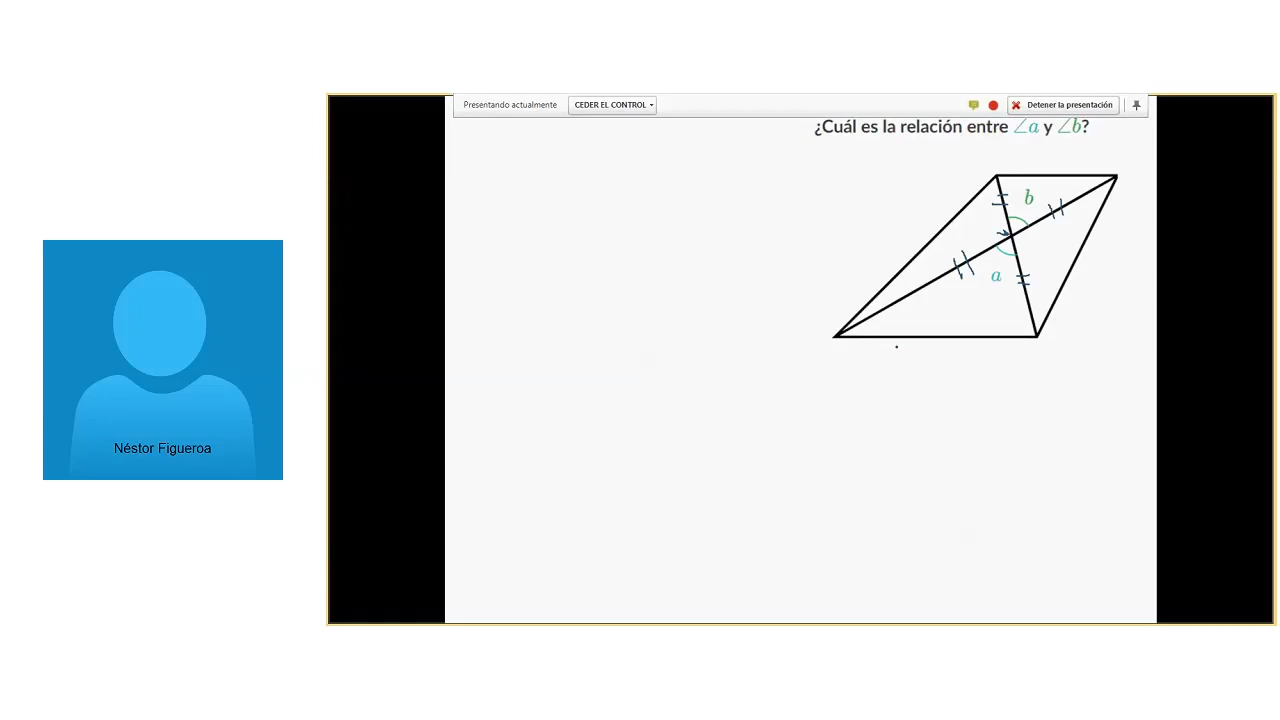 Presentando actualmente
CEDER EL CONTROL
Detener la presentación
¿Cuál es la relación entre ∠a y ∠b?
b
a
Néstor Figueroa